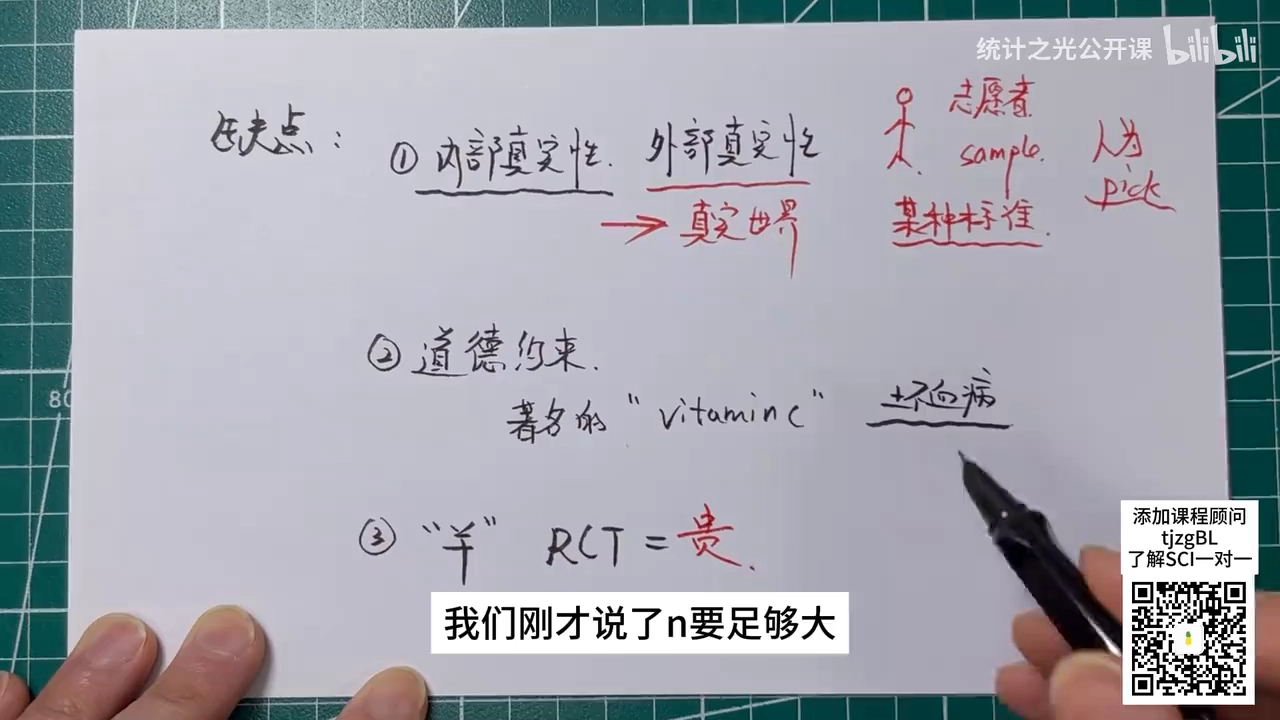 统计之光公开课 bilibili
缺点：
①内部真实性. 外部真实性
→ 真实世界
志愿者
sample.
某种标准.
人为
pick
②道德约束.
著名的 "vitamin c" 坏血病
③ "羊" RCT = 贵.
80
我们刚才说了n要足够大
添加课程顾问
tjzgBL
了解SCI一对一